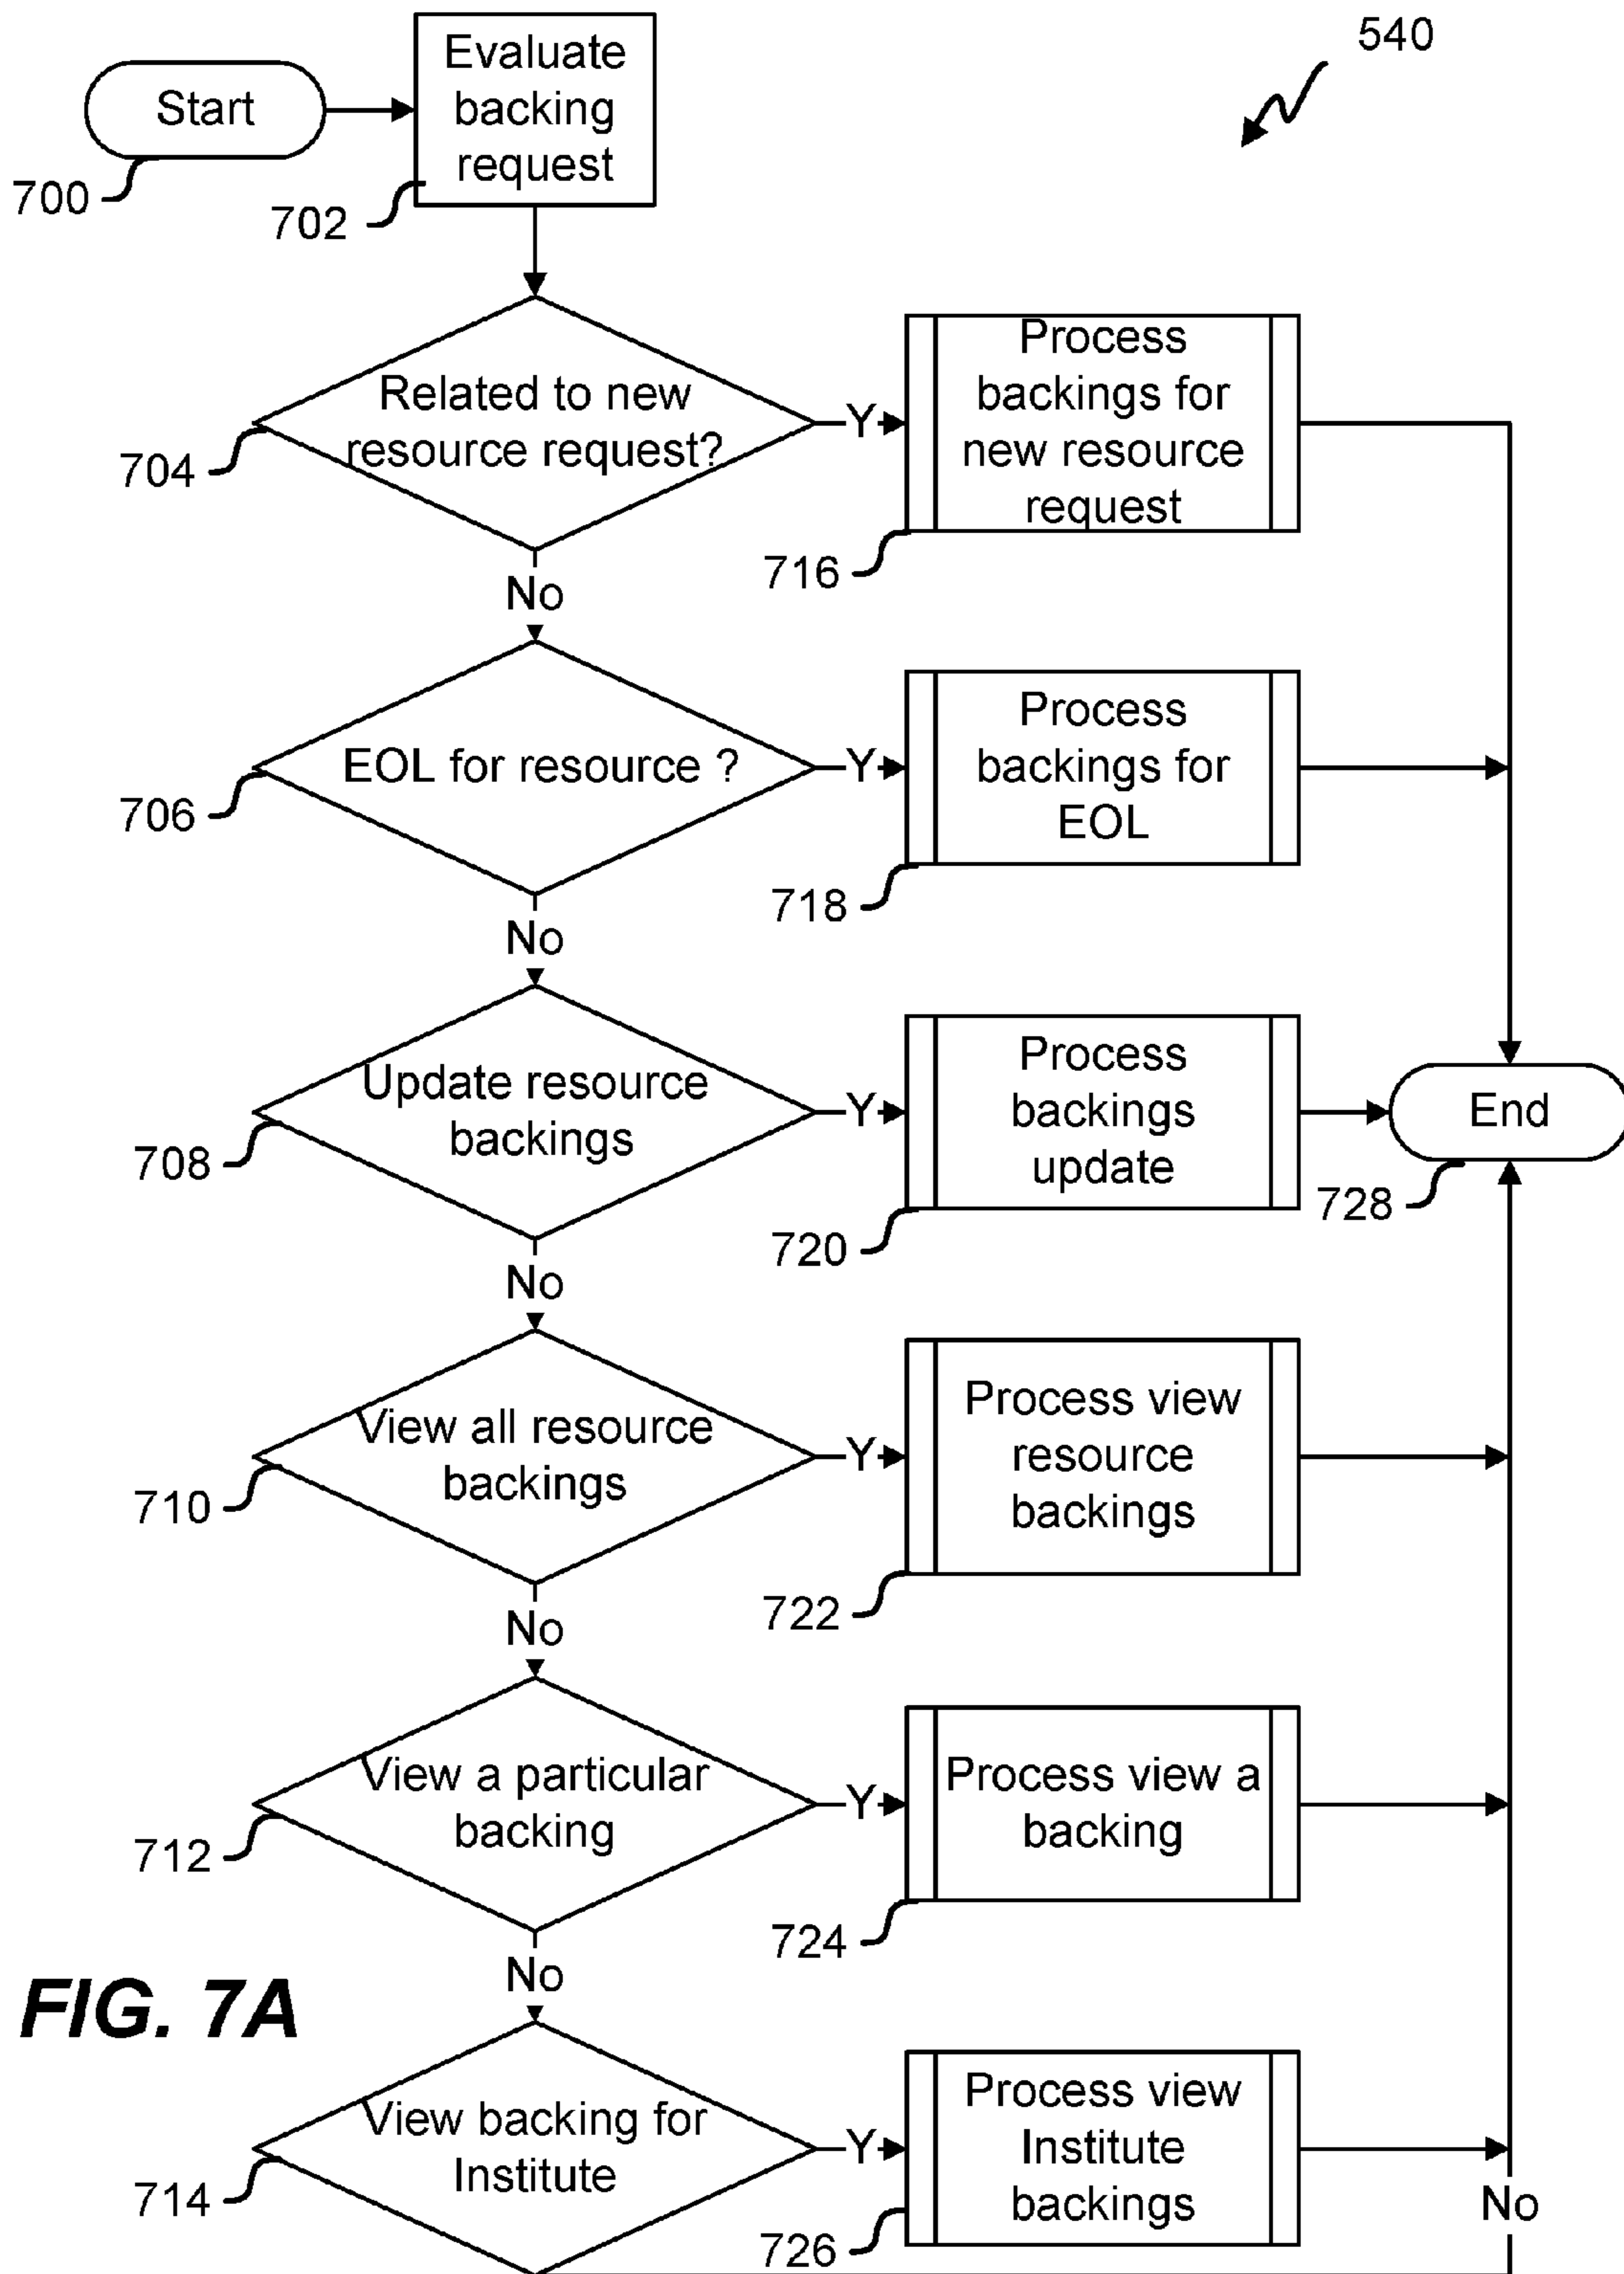 540
Start
Evaluate
backing
request
700
702
Related to new
resource request?
Y
Process
backings for
new resource
request
704
716
No
EOL for resource ?
Y
Process
backings for
EOL
706
718
No
Update resource
backings
Y
Process
backings
update
End
708
720
728
No
View all resource
backings
Y
Process view
resource
backings
710
722
No
View a particular
backing
Y
Process view a
backing
712
724
No
FIG. 7A
View backing for
Institute
Y
Process view
Institute
backings
714
726
No